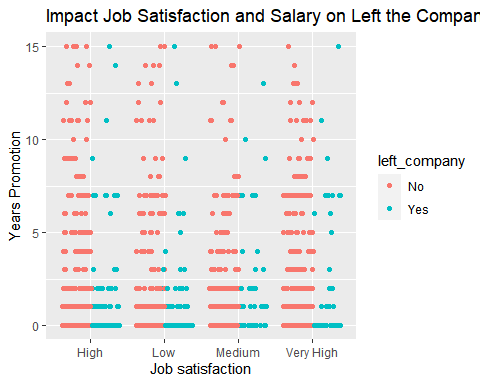 Impact Job Satisfaction and Salary on Left the Compan
15
10
5
0
Years Promotion
High Low Medium Very High
Job satisfaction
left_company
No
Yes